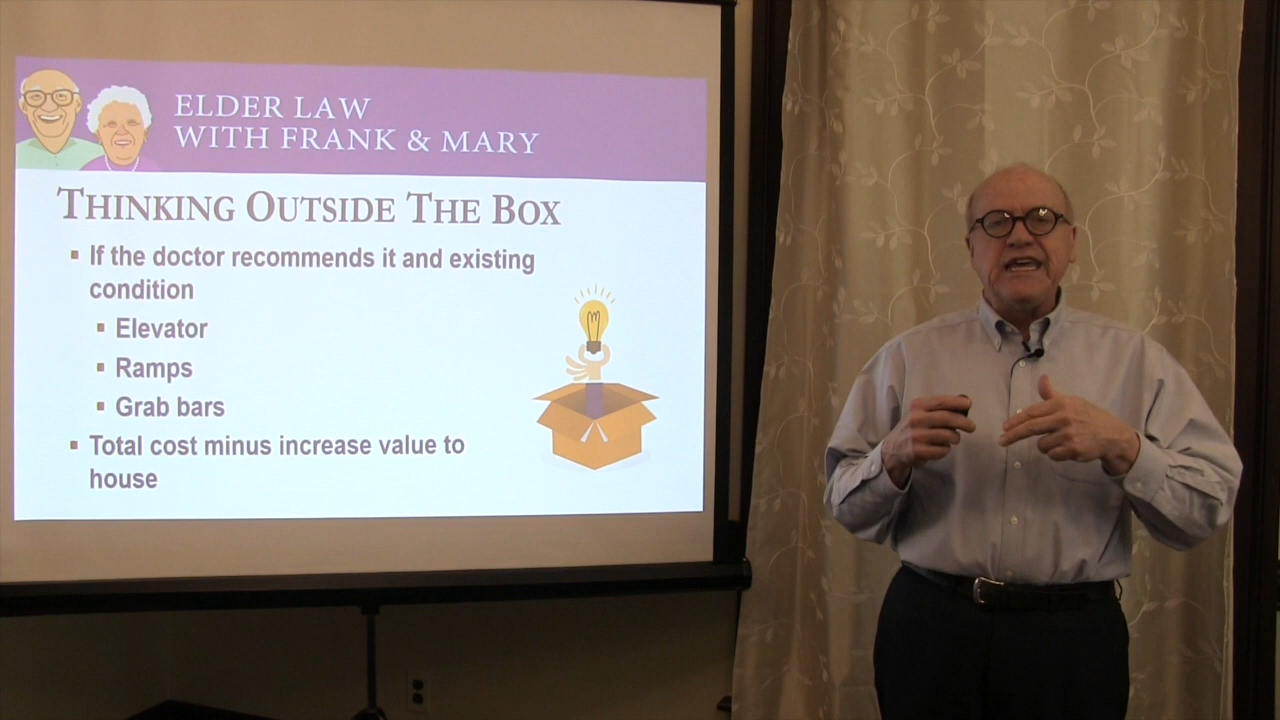 ELDER LAW
WITH FRANK & MARY
THINKING OUTSIDE THE BOX
If the doctor recommends it and existing
condition
Elevator
Ramps
Grab bars
Total cost minus increase value to
house